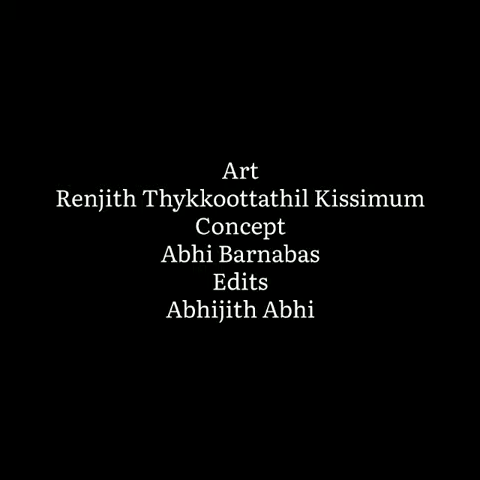 Art
Renjith Thykkoottathil Kissimum
Concept
Abhi Barnabas
Edits
Abhijith Abhi